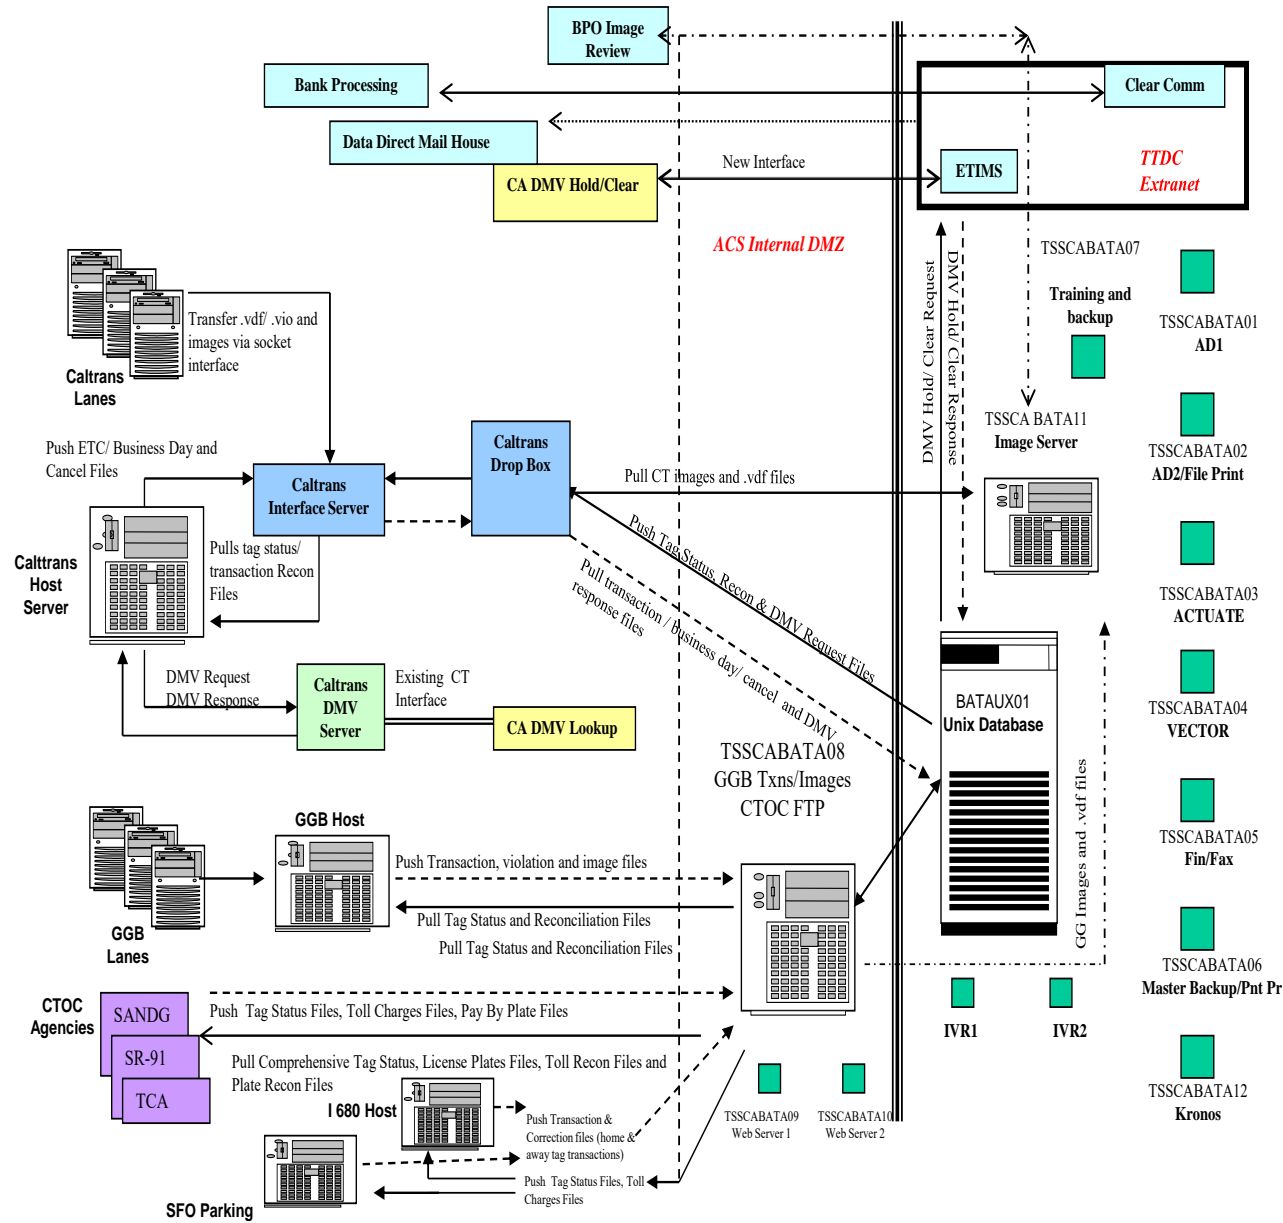 BPO Image
Review
Bank Processing
Clear Comm
Data Direct Mail House
New Interface
ETIMS
TTDC
Extranet
CA DMV Hold/Clear
ACS Internal DMZ
TSSCABATA07
Training and
backup
TSSCABATA01
AD1
Transfer .vdf/ .vio and
images via socket
interface
Caltrans
Lanes
DMV Hold/ Clear Request
DMV Hold/ Clear Response
TSSCA BATA11
Image Server
TSSCABATA02
AD2/File Print
Push ETC/ Business Day and
Cancel Files
Caltrans
Interface Server
Caltrans
Drop Box
Pull CT images and .vdf files
Calttrans
Host
Server
Pulls tag status/
transaction Recon
Files
Push Tag Status, Recon & DMV Request Files
Pull transaction / business day/ cancel and DMV
response files
TSSCABATA03
ACTUATE
DMV Request
DMV Response
Caltrans
DMV
Server
Existing CT
Interface
CA DMV Lookup
BATAUX01
Unix Database
TSSCABATA04
VECTOR
TSSCABATA08
GGB Txns/Images
CTOC FTP
GG Images and .vdf files
GGB Host
Push Transaction, violation and image files
TSSCABATA05
Fin/Fax
Pull Tag Status and Reconciliation Files
Pull Tag Status and Reconciliation Files
GGB
Lanes
TSSCABATA06
Master Backup/Pnt Pr
CTOC
Agencies
SANDG
SR-91
TCA
Push Tag Status Files, Toll Charges Files, Pay By Plate Files
IVR1
IVR2
Pull Comprehensive Tag Status, License Plates Files, Toll Recon Files and
Plate Recon Files
I 680 Host
Push Transaction &
Correction files (home &
away tag transactions)
TSSCABATA09
Web Server 1
TSSCABATA10
Web Server 2
TSSCABATA12
Kronos
Push Tag Status Files, Toll
Charges Files
SFO Parking